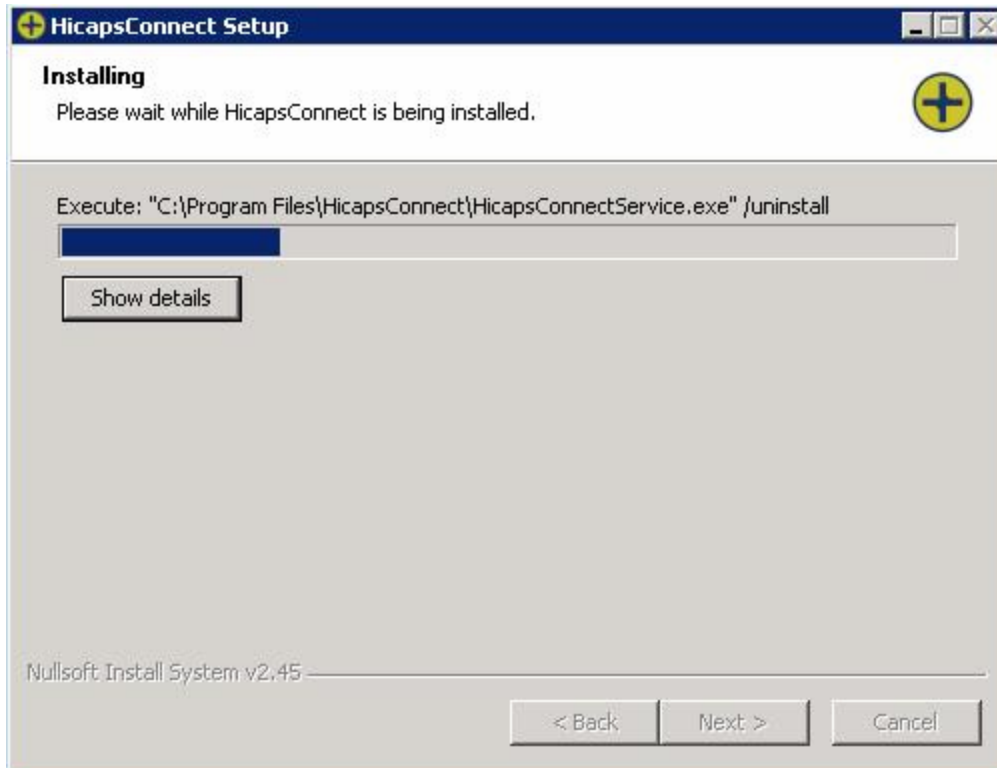 HicapsConnect Setup
Installing
Please wait while HicapsConnect is being installed.
Execute: "C:\Program Files\HicapsConnect\HicapsConnectService.exe" /uninstall
Show details
Nullsoft Install System v2.45
< Back Next > Cancel